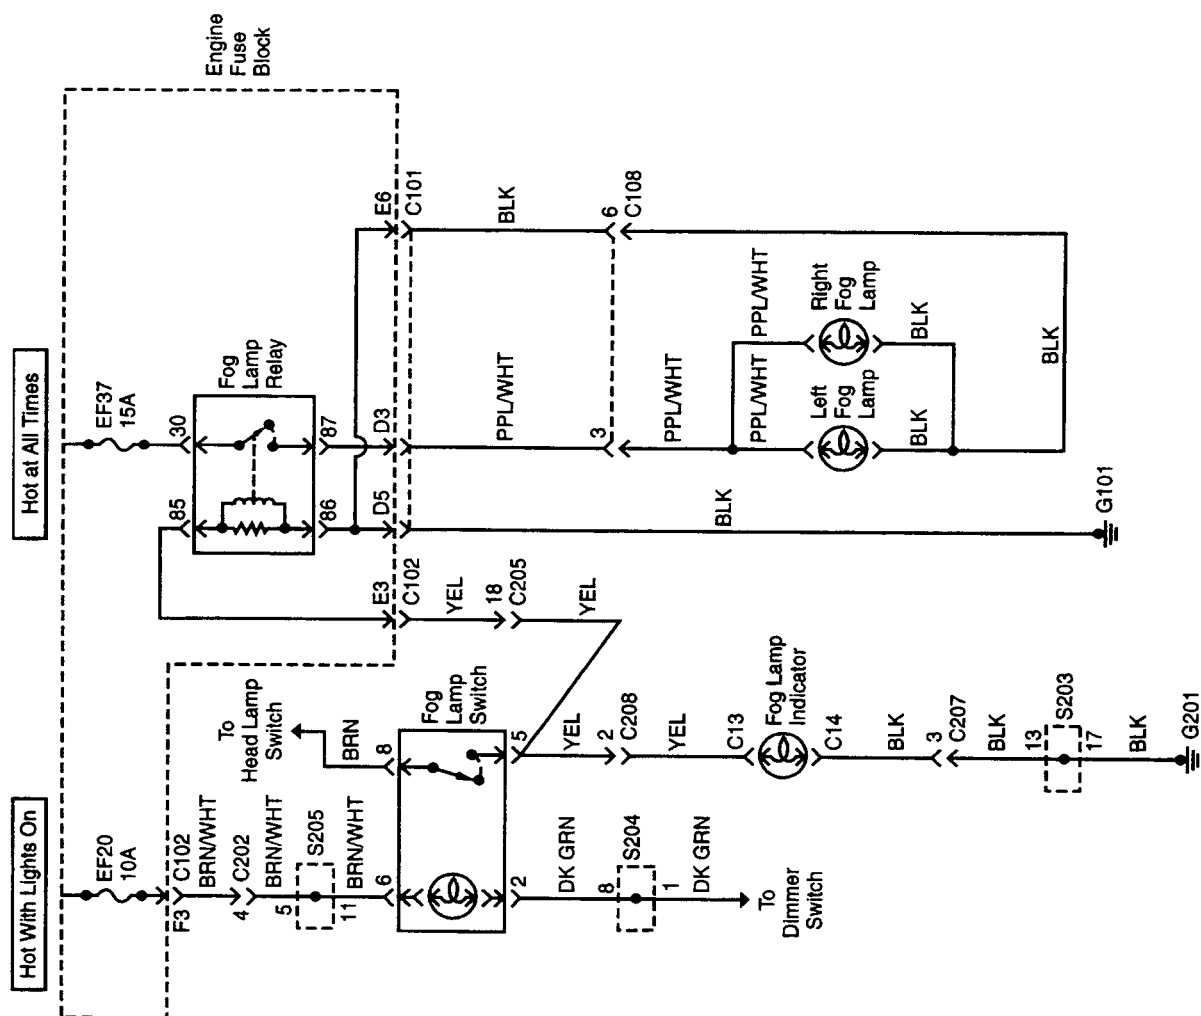 Hot With Lights On
Hot at All Times
Engine
Fuse
Block
EF20
10A
EF37
15A
85
30
Fog
Lamp
Relay
86
87
F3
C102
E3
C102
D5
D3
E6
C101
BRN/WHT
4
C202
BRN/WHT
5
S205
11
BRN/WHT
To
Head Lamp
Switch
BRN
YEL
18
C205
YEL
BLK
PPL/WHT
6
8
Fog
Lamp
Switch
2
5
3
6
C108
DK GRN
8
S204
1
DK GRN
To
Dimmer
Switch
YEL
2
C208
YEL
C13
Fog Lamp
Indicator
C14
BLK
3
C207
BLK
13
S203
17
BLK
G201
PPL/WHT
PPL/WHT
PPL/WHT
Left
Fog
Lamp
Right
Fog
Lamp
BLK
BLK
BLK
BLK
G101